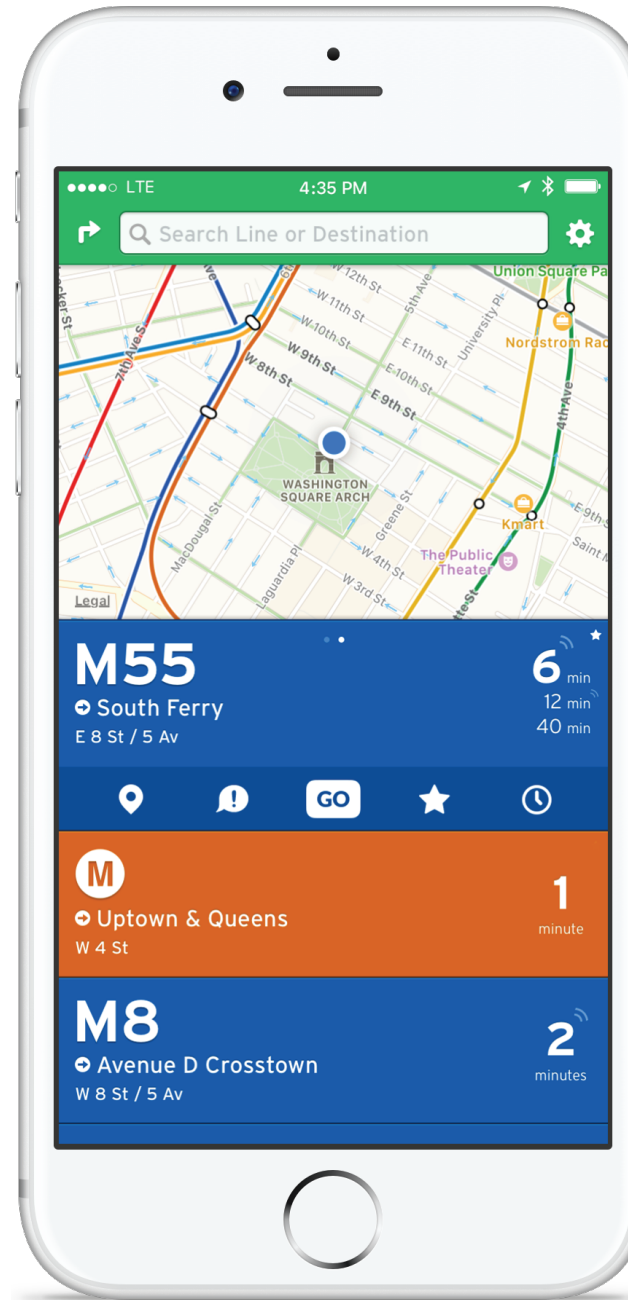 LTE
4:35 PM
Search Line or Destination
W 12th St
Union Square Pa
W 11th St
5th Ave
University Pl
7th Ave S
W 10th St
E 11th St
Nordstrom Rac
W 9th St
E 10th St
W 8th St
E 9th St
4th Ave
WASHINGTON
SQUARE ARCH
Kmart
E 9th S
MacDougal St
Greene St
Saint M
The Public
Theater
W 4th St
Laguardia Pl
W 3rd St
Legal
M55
6 min
South Ferry
12 min
E 8 St / 5 Av
40 min
GO
M
1
Uptown & Queens
minute
W 4 St
M8
2
Avenue D Crosstown
minutes
W 8 St / 5 Av